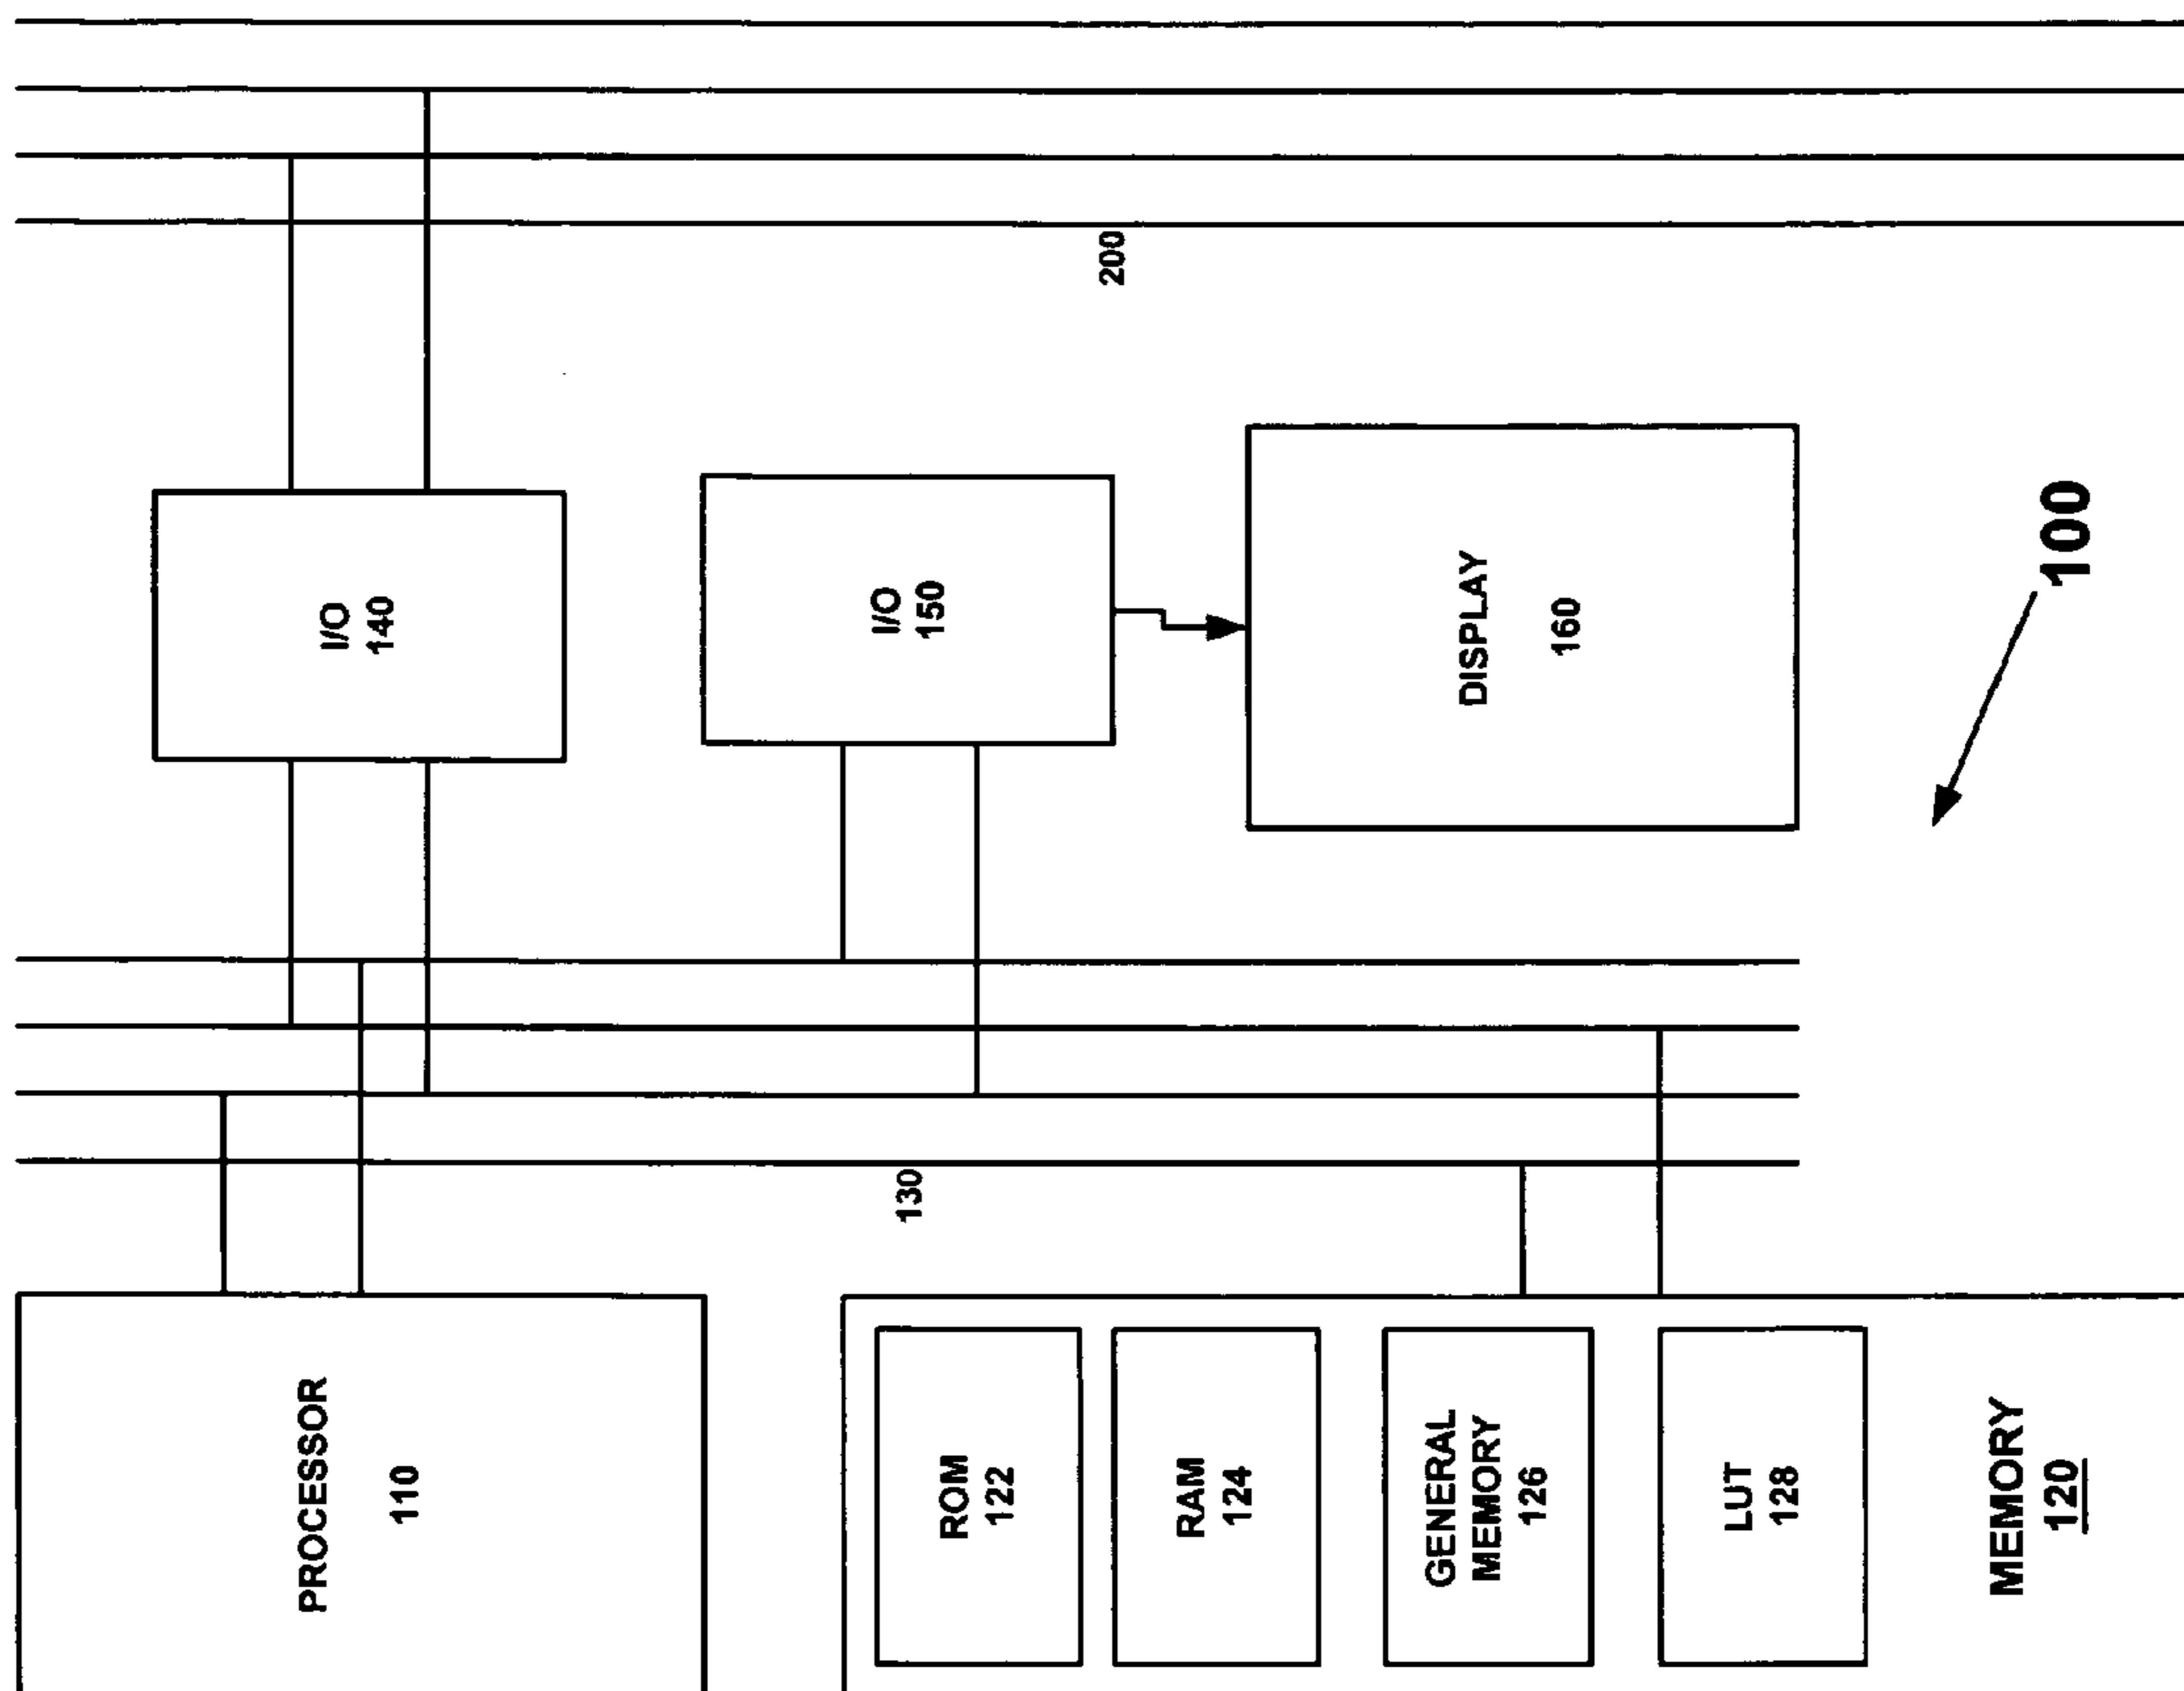 PROCESSOR
110
ROM
122
RAM
124
GENERAL
MEMORY
126
LUT
128
MEMORY
120
130
I/O
140
I/O
150
DISPLAY
160
200
100